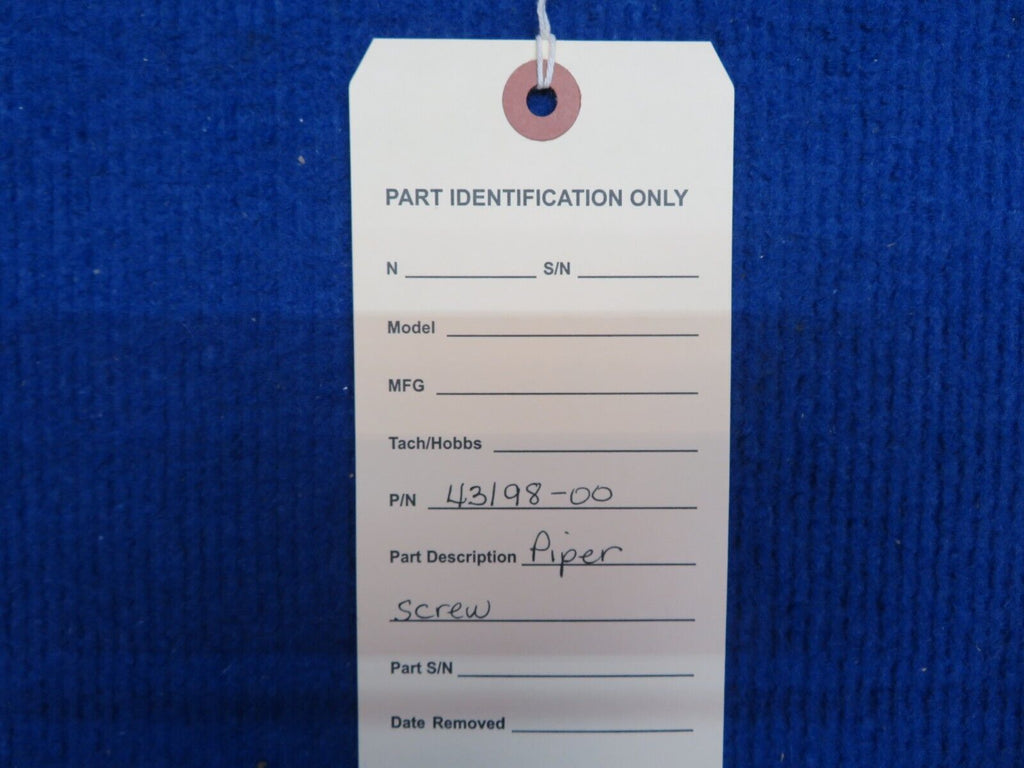 PART IDENTIFICATION ONLY
N S/N
Model
MFG
Tach/Hobbs
P/N 43198-00
Part Description Piper
screw
Part S/N
Date Removed